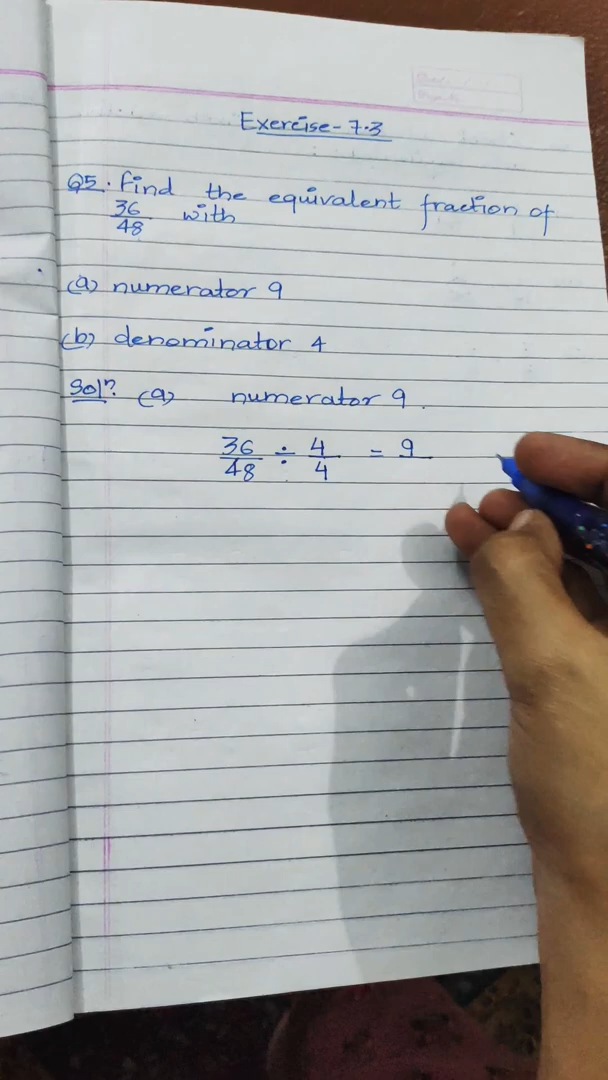 Exercise - 7.3
Q5. Find the equivalent fraction of
36/48 with
(a) numerator 9
(b) denominator 4
Sol? (a) numerator 9.
36/48 ÷ 4/4 = 9